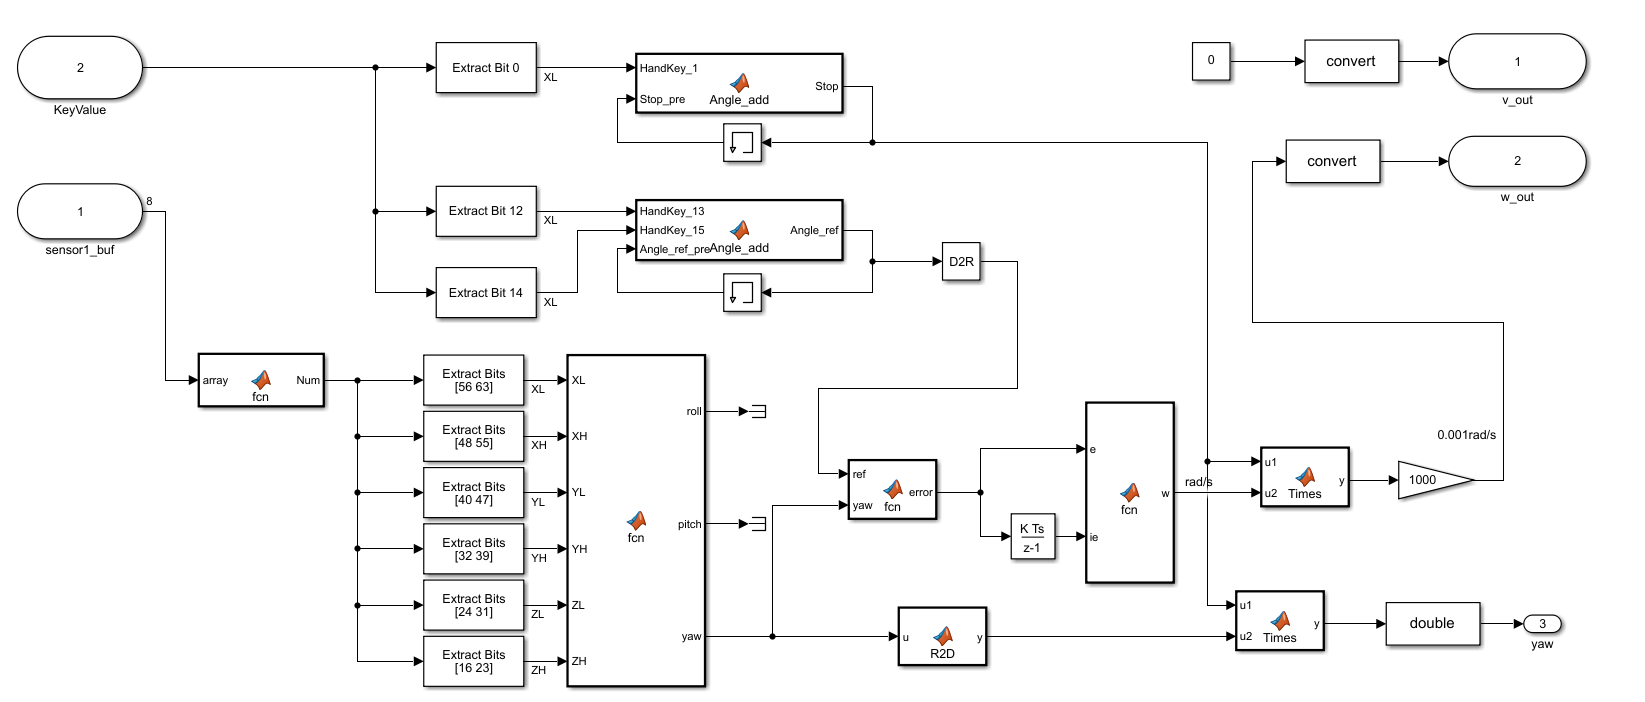 2
KeyValue
Extract Bit 0
XL
HandKey_1
Stop_pre
Angle_add
Stop
0
convert
1
v_out
convert
2
w_out
1
sensor1_buf
8
Extract Bit 12
XL
Extract Bit 14
XL
HandKey_13
HandKey_15
Angle_ref_pre
Angle_add
Angle_ref
D2R
array
fcn
Num
Extract Bits
[56 63]
XL
Extract Bits
[48 55]
XH
Extract Bits
[40 47]
YL
Extract Bits
[32 39]
YH
Extract Bits
[24 31]
ZL
Extract Bits
[16 23]
ZH
XL
XH
YL
YH
ZL
ZH
fcn
roll
pitch
yaw
ref
yaw
fcn
error
K Ts
z-1
e
ie
fcn
w
rad/s
u1
u2
Times
y
1000
0.001rad/s
u
R2D
y
u1
u2
Times
y
double
3
yaw